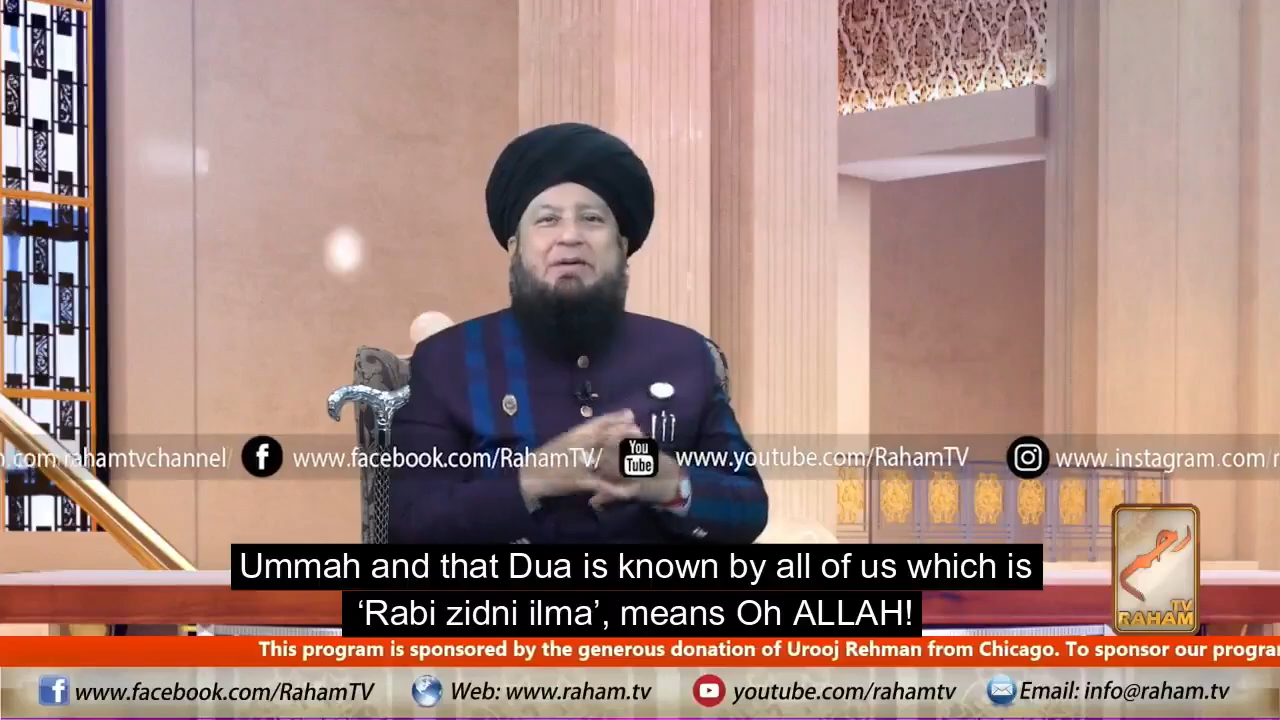 n.com/rahamtvchannel/ f www.facebook.com/RahamTV/ You Tube www.youtube.com/RahamTV www.instagram.com/r
Ummah and that Dua is known by all of us which is
‘Rabi zidni ilma’, means Oh ALLAH!
TV
RAHAM
This program is sponsored by the generous donation of Urooj Rehman from Chicago. To sponsor our progra
f www.facebook.com/RahamTV Web: www.raham.tv youtube.com/rahamtv Email: info@raham.tv